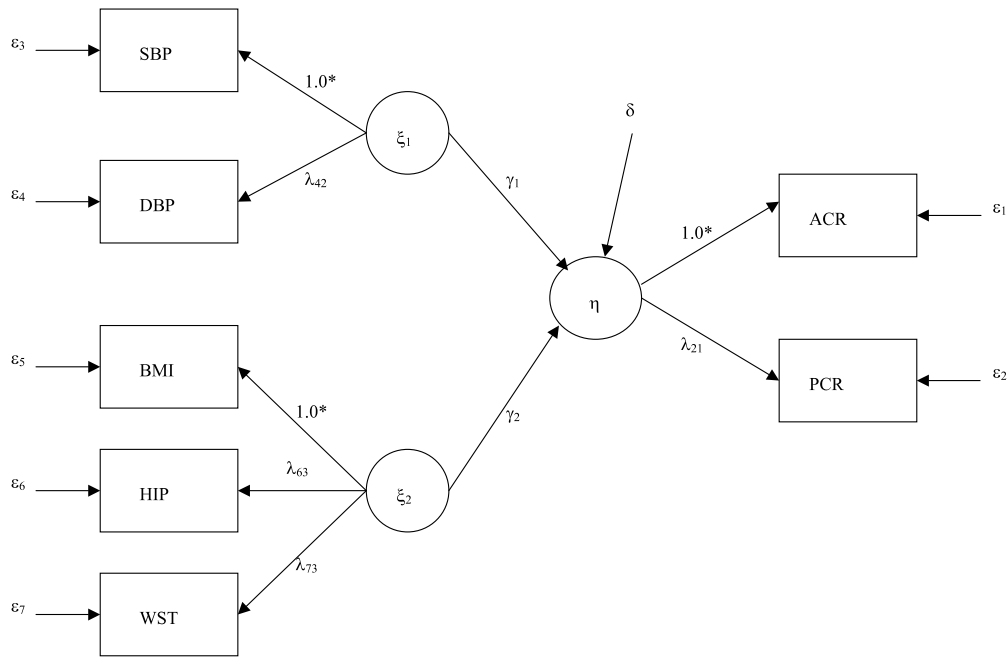 ε₃
SBP
1.0*
ξ₁
δ
ε₄
DBP
λ₄₂
γ₁
ACR
ε₁
1.0*
η
λ₂₁
PCR
ε₂
ε₅
BMI
1.0*
γ₂
ε₆
HIP
λ₆₃
ξ₂
λ₇₃
ε₇
WST